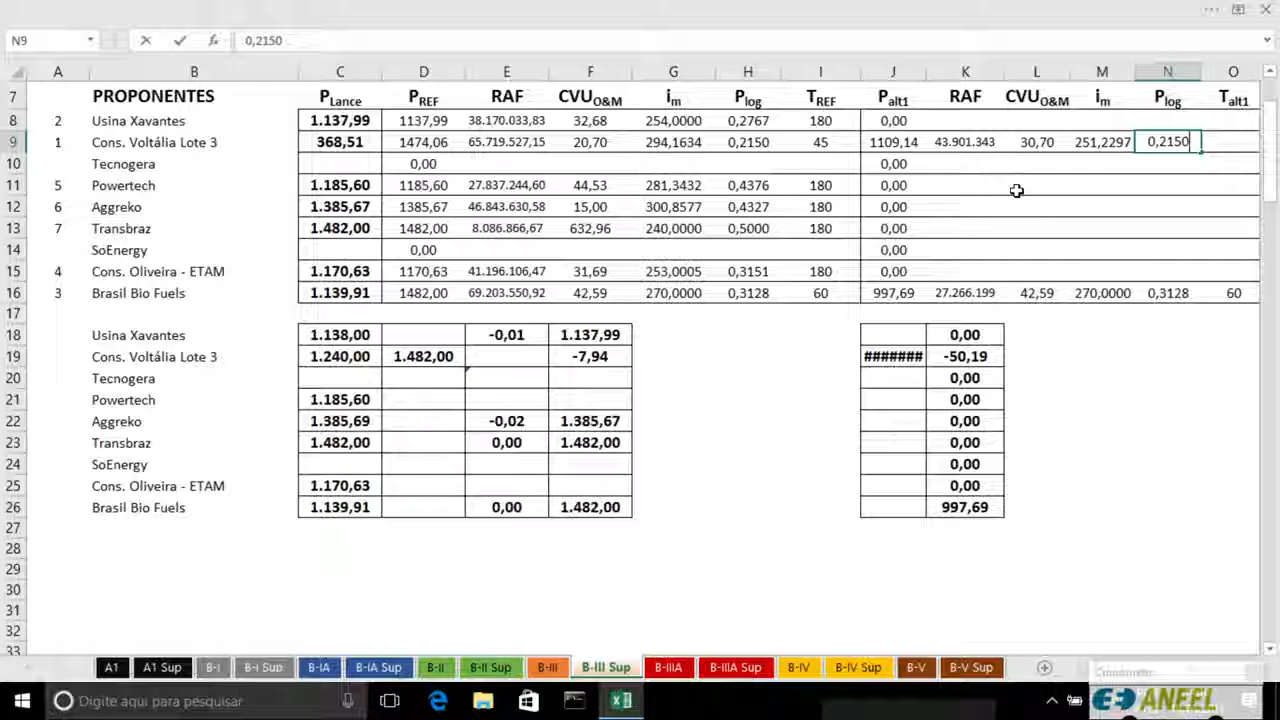 N9 fx 0,2150
A B C D E F G H I J K L M N O
7 PROPONENTES PLance PREF RAF CVUO&M im Plog TREF Palt1 RAF CVUO&M im Plog Talt1
8 2 Usina Xavantes 1.137,99 1137,99 38.170.033,83 32,68 254,0000 0,2767 180 0,00
9 1 Cons. Voltália Lote 3 368,51 1474,06 65.719.527,15 20,70 294,1634 0,2150 45 1109,14 43.901.343 30,70 251,2297 0,2150
10 Tecnogera 0,00 0,00
11 5 Powertech 1.185,60 1185,60 27.837.244,60 44,53 281,3432 0,4376 180 0,00
12 6 Aggreko 1.385,67 1385,67 46.843.630,58 15,00 300,8577 0,4327 180 0,00
13 7 Transbraz 1.482,00 1482,00 8.086.866,67 632,96 240,0000 0,5000 180 0,00
14 SoEnergy 0,00 0,00
15 4 Cons. Oliveira - ETAM 1.170,63 1170,63 41.196.106,47 31,69 253,0005 0,3151 180 0,00
16 3 Brasil Bio Fuels 1.139,91 1482,00 69.203.550,92 42,59 270,0000 0,3128 60 997,69 27.266.199 42,59 270,0000 0,3128 60
17
18 Usina Xavantes 1.138,00 -0,01 1.137,99 0,00
19 Cons. Voltália Lote 3 1.240,00 1.482,00 -7,94 ####### -50,19
20 Tecnogera 0,00
21 Powertech 1.185,60 0,00
22 Aggreko 1.385,69 -0,02 1.385,67 0,00
23 Transbraz 1.482,00 0,00 1.482,00 0,00
24 SoEnergy 0,00
25 Cons. Oliveira - ETAM 1.170,63 0,00
26 Brasil Bio Fuels 1.139,91 0,00 1.482,00 997,69
27
28
29
30
31
32
33
A1 A1 Sup B-I B-I Sup B-IA B-IA Sup B-II B-II Sup B-III B-III Sup B-IIIA B-IIIA Sup B-IV B-IV Sup B-V B-V Sup
Digite aqui para pesquisar
ANEEL